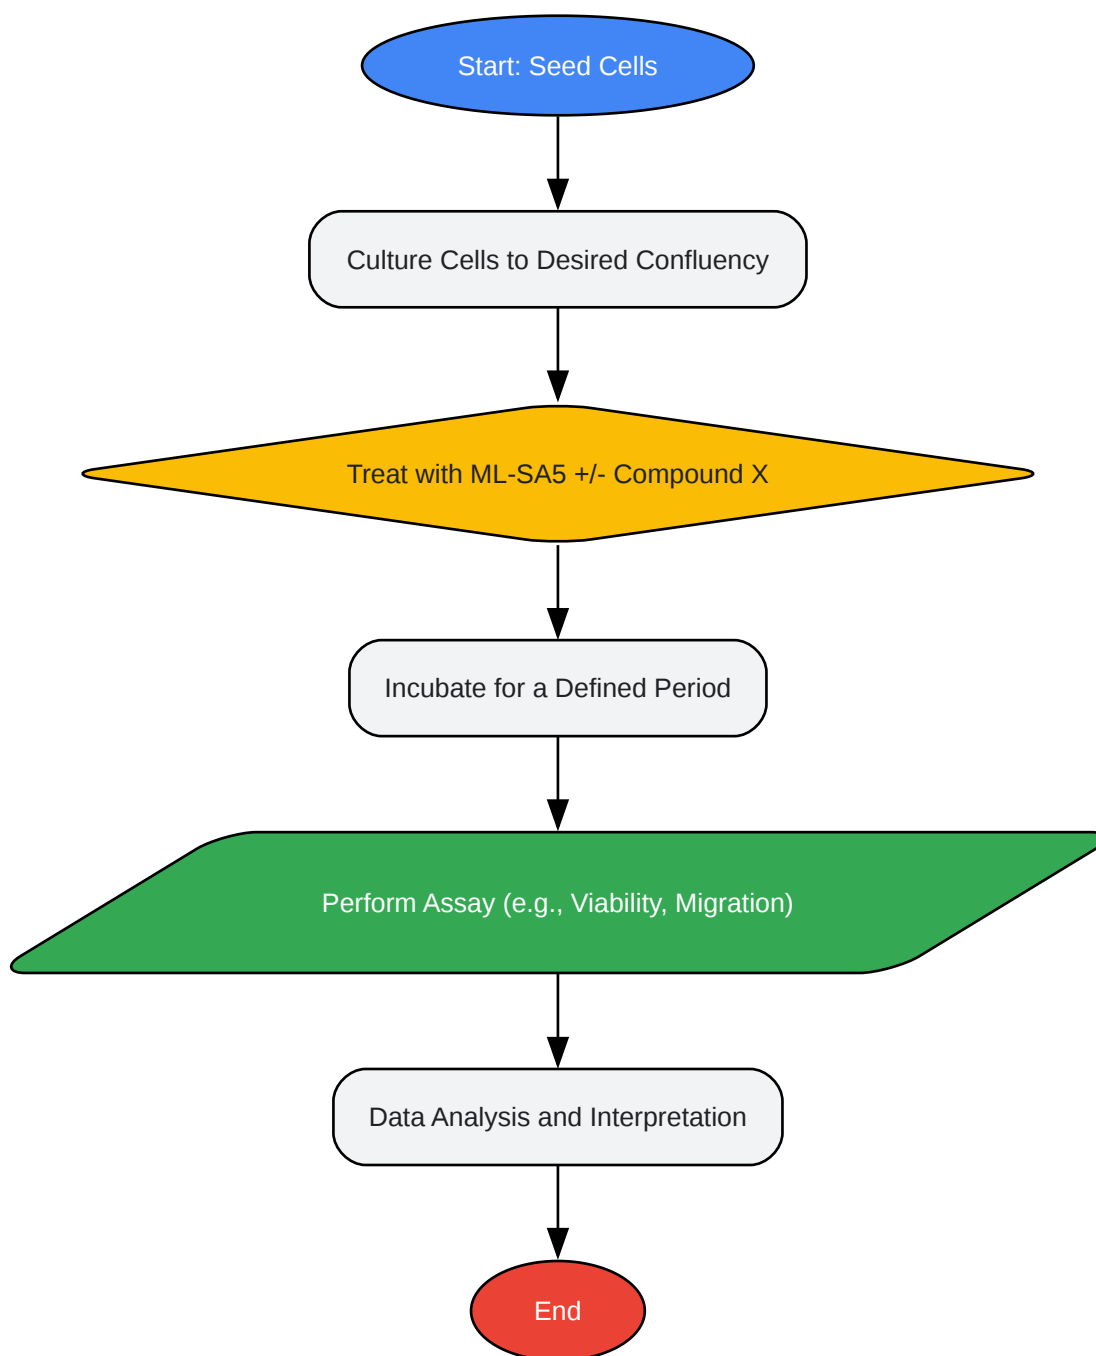 Start: Seed Cells
Culture Cells to Desired Confluency
Treat with ML-SA5 +/- Compound X
Incubate for a Defined Period
Perform Assay (e.g., Viability, Migration)
Data Analysis and Interpretation
End